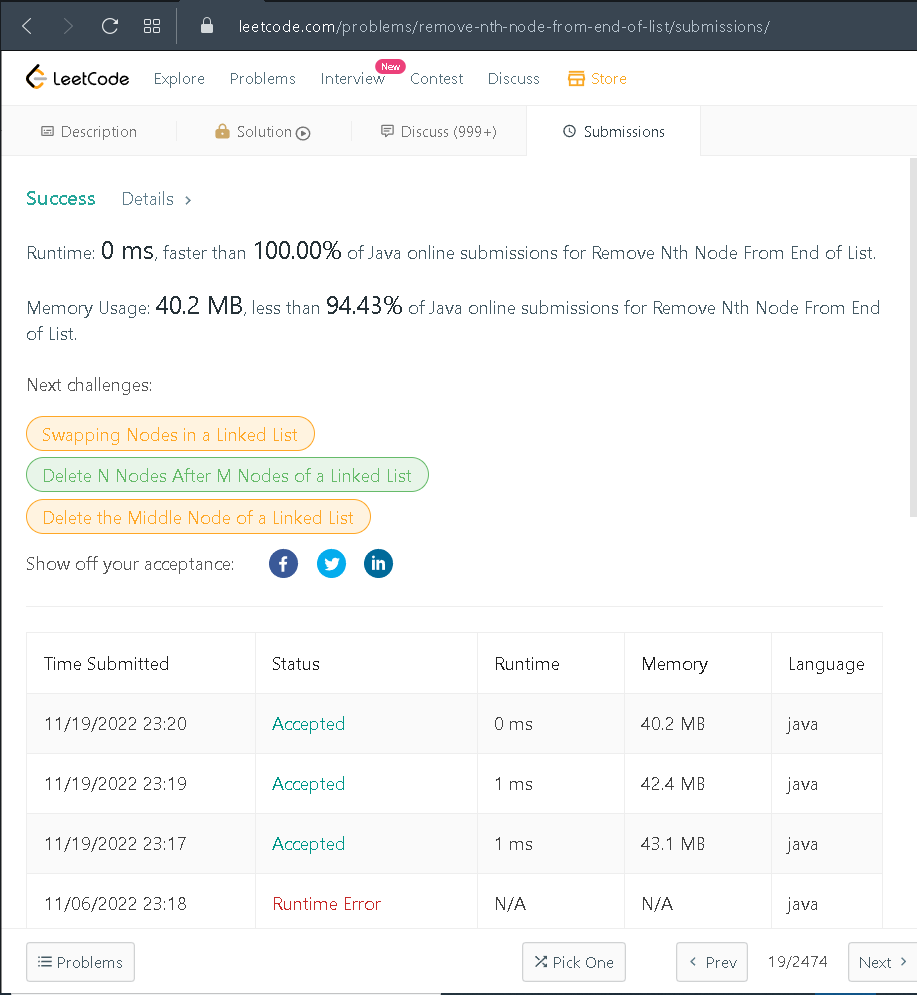 leetcode.com/problems/remove-nth-node-from-end-of-list/submissions/
LeetCode Explore Problems Interview New Contest Discuss Store
Description Solution Discuss (999+) Submissions
Success Details >
Runtime: 0 ms, faster than 100.00% of Java online submissions for Remove Nth Node From End of List.
Memory Usage: 40.2 MB, less than 94.43% of Java online submissions for Remove Nth Node From End
of List.
Next challenges:
Swapping Nodes in a Linked List
Delete N Nodes After M Nodes of a Linked List
Delete the Middle Node of a Linked List
Show off your acceptance:
Time Submitted Status Runtime Memory Language
11/19/2022 23:20 Accepted 0 ms 40.2 MB java
11/19/2022 23:19 Accepted 1 ms 42.4 MB java
11/19/2022 23:17 Accepted 1 ms 43.1 MB java
11/06/2022 23:18 Runtime Error N/A N/A java
Problems Pick One < Prev 19/2474 Next >